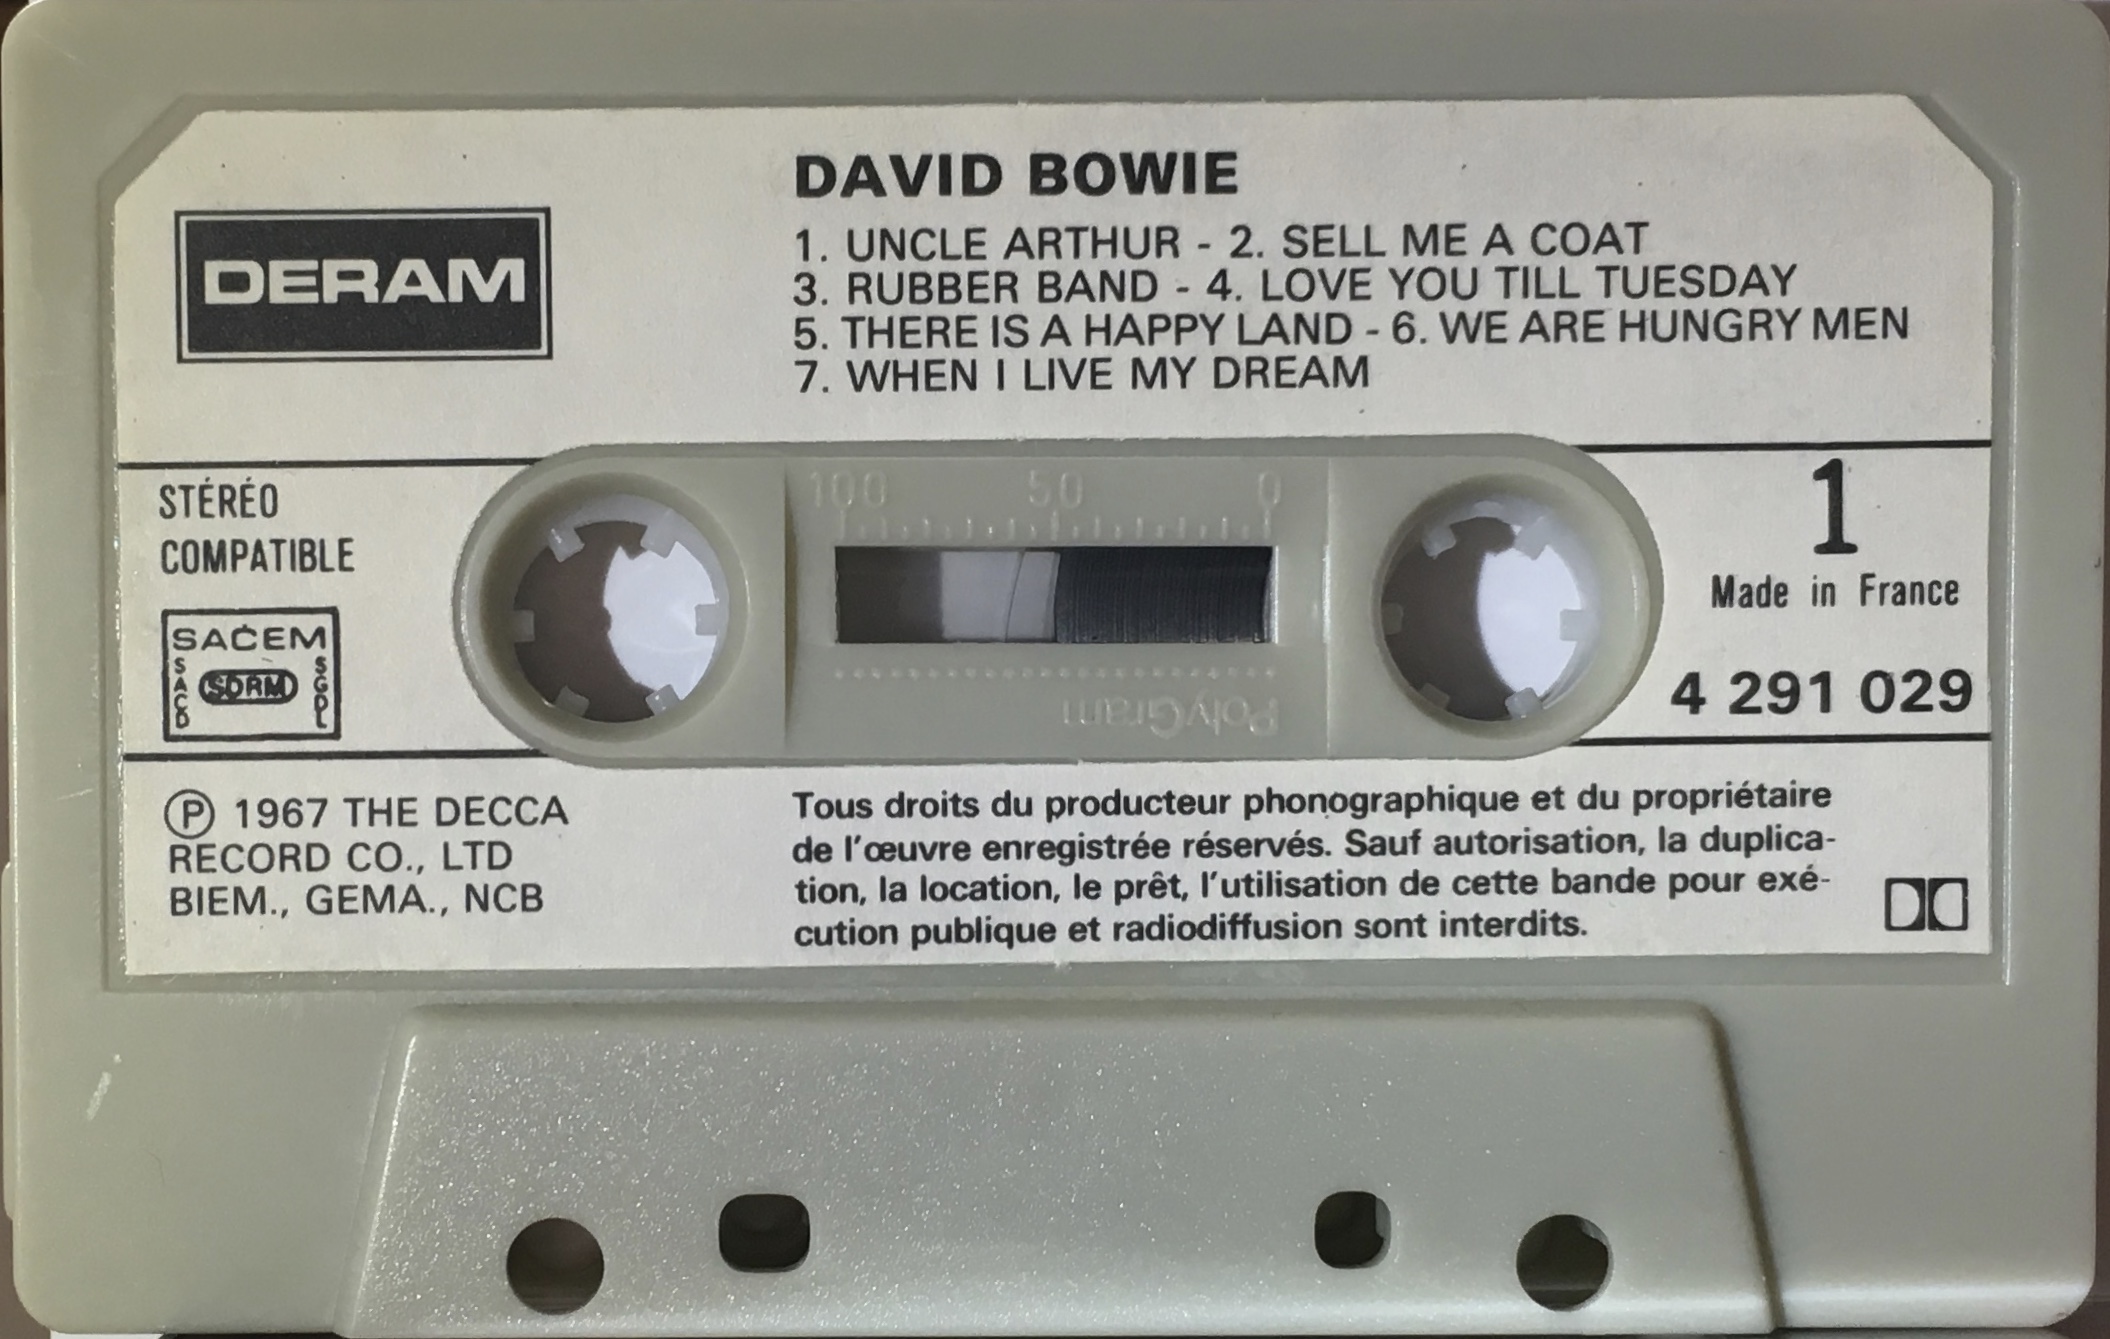 DAVID BOWIE
DERAM
1. UNCLE ARTHUR - 2. SELL ME A COAT
3. RUBBER BAND - 4. LOVE YOU TILL TUESDAY
5. THERE IS A HAPPY LAND - 6. WE ARE HUNGRY MEN
7. WHEN I LIVE MY DREAM
STÉRÉO
COMPATIBLE
SACEM
SACD
SDRM
SGDL
100 50 0
PolyGram
1
Made in France
4 291 029
Ⓟ 1967 THE DECCA
RECORD CO., LTD
BIEM., GEMA., NCB
Tous droits du producteur phonographique et du propriétaire
de l'œuvre enregistrée réservés. Sauf autorisation, la duplica-
tion, la location, le prêt, l'utilisation de cette bande pour exé-
cution publique et radiodiffusion sont interdits.